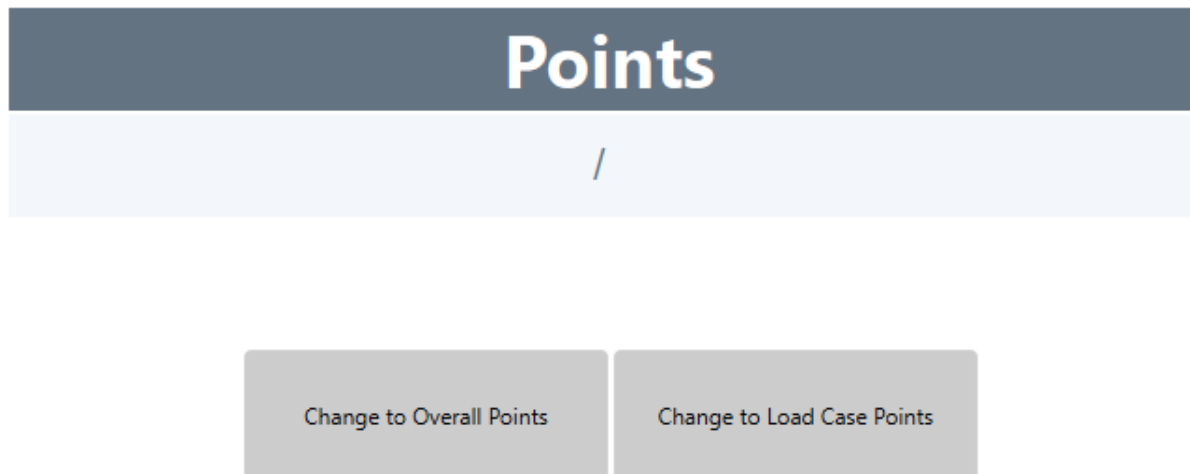 Points
/
Change to Overall Points
Change to Load Case Points